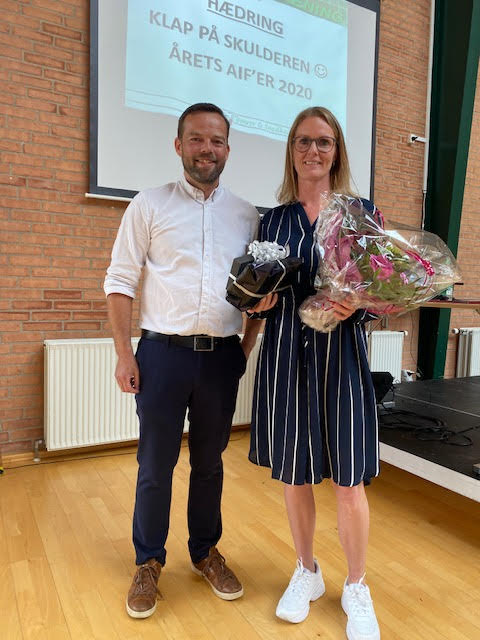 HÆDRING
KLAP PÅ SKULDEREN ☺
ÅRETS AIF'ER 2020